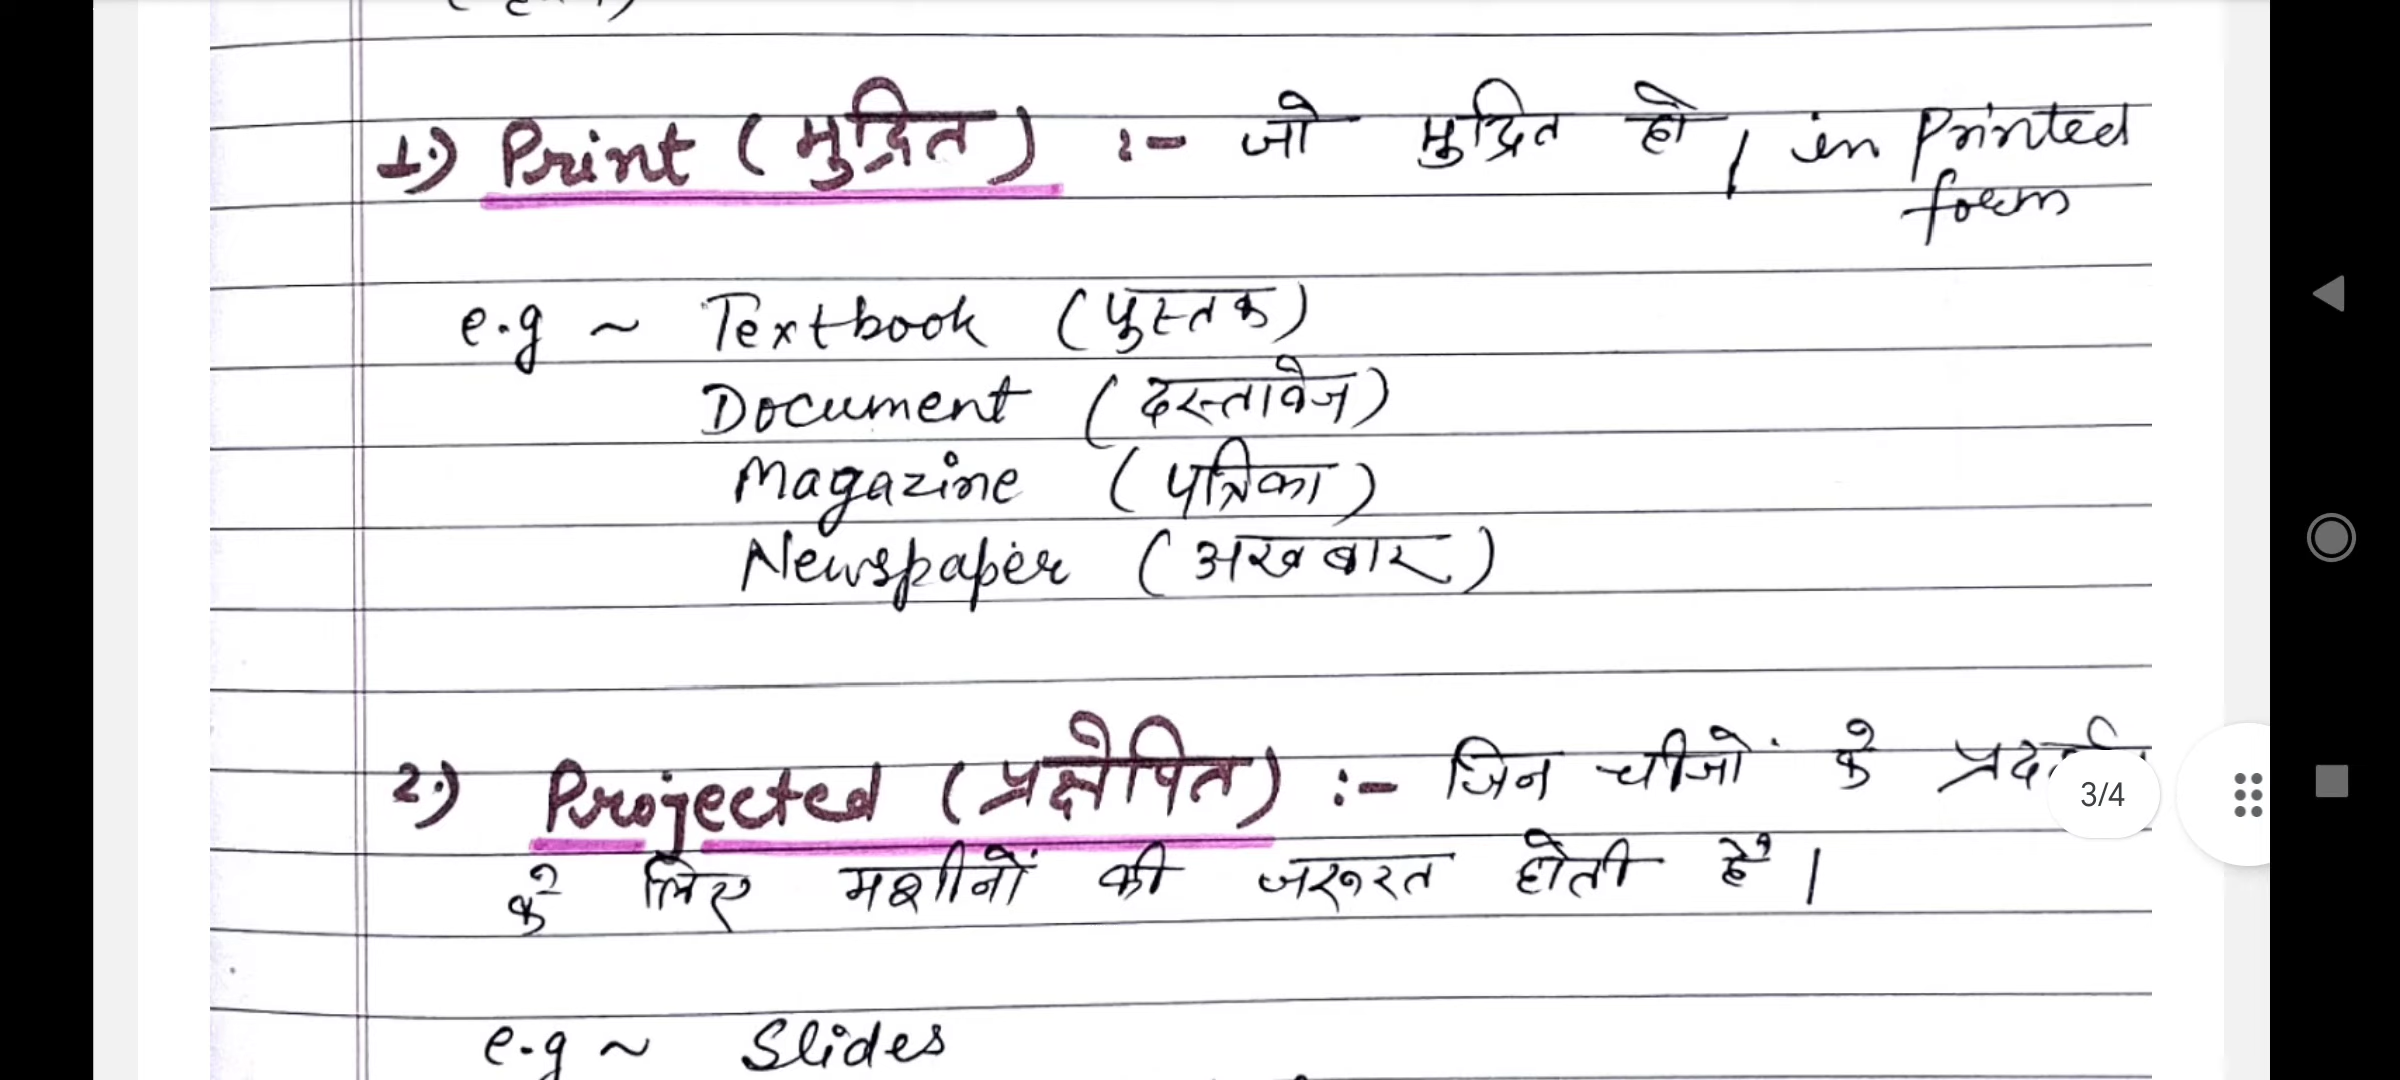 1.) Print (मुद्रित) :- जो मुद्रित हो, in Printed
form
e.g ~ Textbook (पुस्तक)
Document (दस्तावेज)
Magazine (पत्रिका)
Newspaper (अखबार)
2.) Projected (प्रक्षेपित) :- जिन चीजों के
3/4
के लिए मशीनों की जरूरत होती है।
e.g ~ Slides